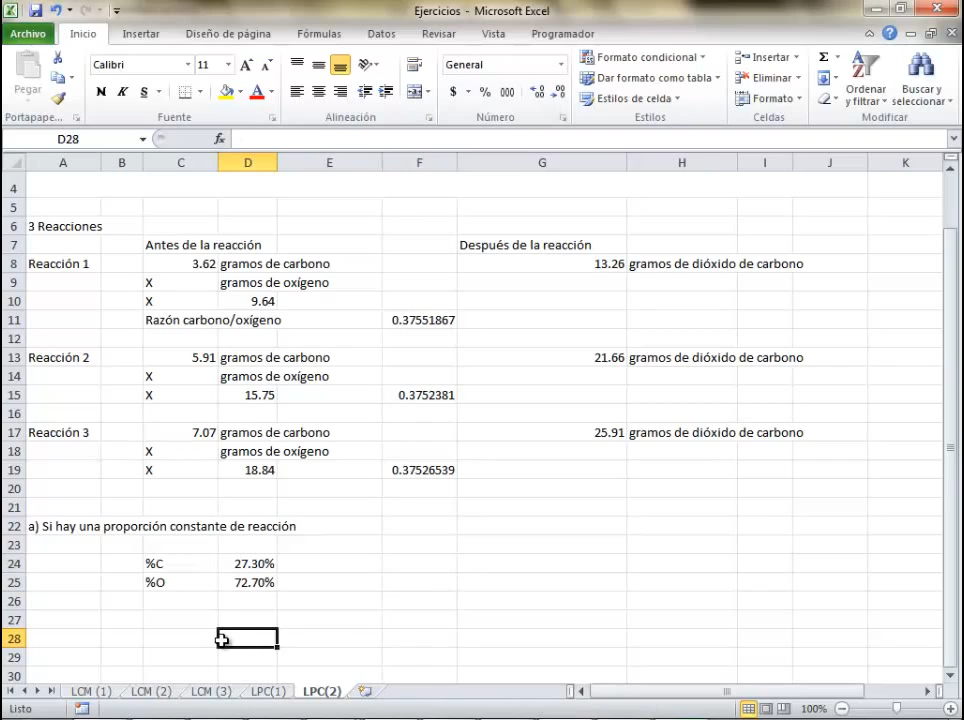 Ejercicios - Microsoft Excel
Archivo Inicio Insertar Diseño de página Fórmulas Datos Revisar Vista Programador
Calibri 11 General Formato condicional Insertar Σ
Pegar Dar formato como tabla Eliminar Ordenar y filtrar Buscar y seleccionar
N K S A $ % 000 Estilos de celda Formato
Portapape... Fuente Alineación Número Estilos Celdas Modificar
D28 fx
A B C D E F G H I J K
4
5
6 3 Reacciones
7 Antes de la reacción Después de la reacción
8 Reacción 1 3.62 gramos de carbono 13.26 gramos de dióxido de carbono
9 X gramos de oxígeno
10 X 9.64
11 Razón carbono/oxígeno 0.37551867
12
13 Reacción 2 5.91 gramos de carbono 21.66 gramos de dióxido de carbono
14 X gramos de oxígeno
15 X 15.75 0.3752381
16
17 Reacción 3 7.07 gramos de carbono 25.91 gramos de dióxido de carbono
18 X gramos de oxígeno
19 X 18.84 0.37526539
20
21
22 a) Si hay una proporción constante de reacción
23
24 %C 27.30%
25 %O 72.70%
26
27
28
29
30
LCM (1) LCM (2) LCM (3) LPC(1) LPC(2)
Listo 100%